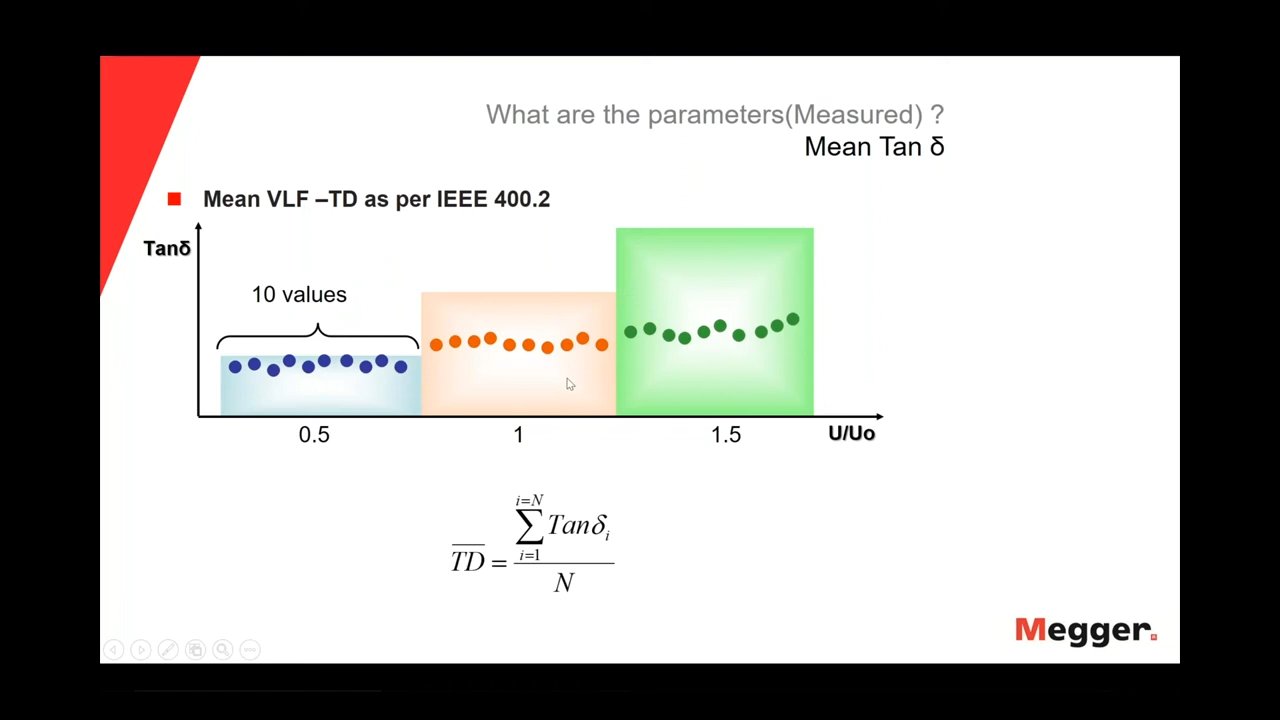 What are the parameters(Measured) ?
Mean Tan δ
Mean VLF –TD as per IEEE 400.2
Tanδ
10 values
0.5
1
1.5
U/Uo
i=N
∑ Tanδi
i=1
TD =
N
Megger.